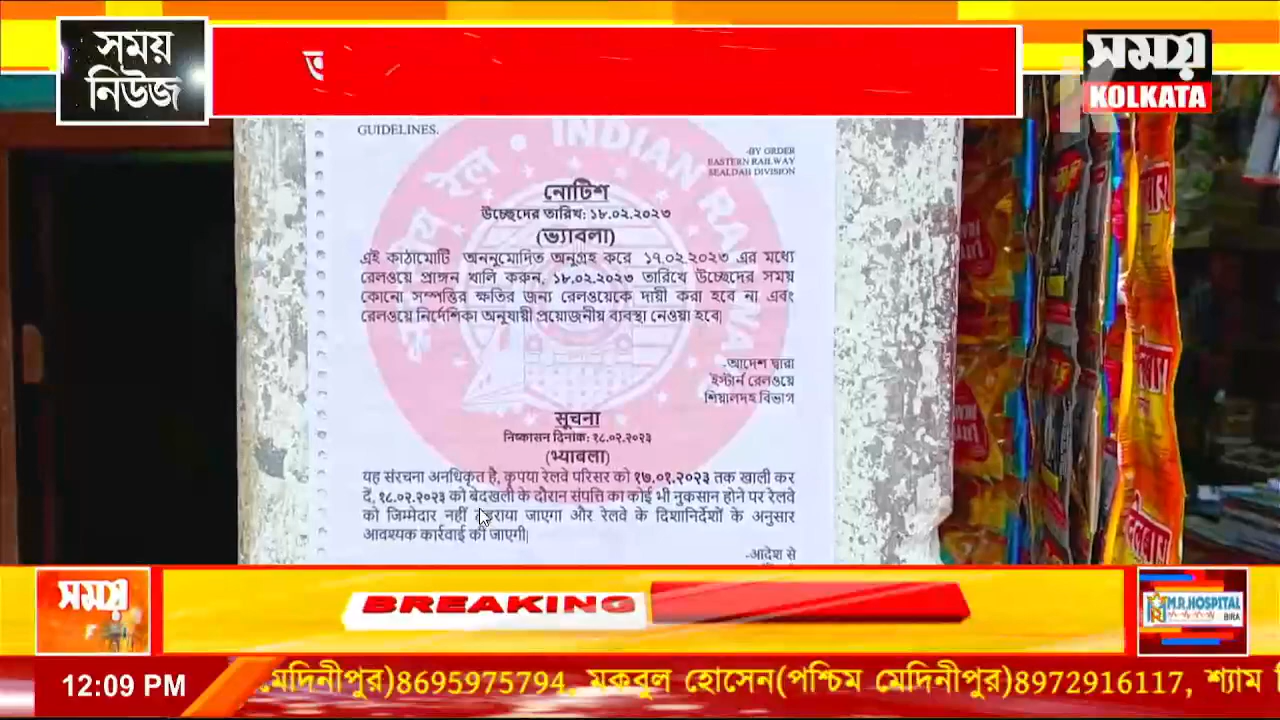 সময়
নিউজ
সময়
KOLKATA
GUIDELINES.
-BY ORDER
EASTERN RAILWAY
SEALDAH DIVISION
INDIAN RA
রেল
নোটিশ
উচ্ছেদের তারিখ: ১৮.০২.২০২৩
(ভ্যাবলা)
এই কাঠামোটি অননুমোদিত অনুগ্রহ করে ১৭.০২.২০২৩ এর মধ্যে
রেলওয়ে প্রাঙ্গন খালি করুন, ১৮.০২.২০২৩ তারিখে উচ্ছেদের সময়
কোনো সম্পত্তির ক্ষতির জন্য রেলওয়েকে দায়ী করা হবে না এবং
রেলওয়ে নির্দেশিকা অনুযায়ী প্রয়োজনীয় ব্যবস্থা নেওয়া হবে|
-আদেশ দ্বারা
ইস্টার্ন রেলওয়ে
শিয়ালদহ বিভাগ
सूचना
निष्कासन दिनांक: १८.०२.२०२३
(भ्याबला)
यह संरचना अनधिकृत है, कृपया रेलवे परिसर को १७.०१.२०२३ तक खाली कर
दें, १८.०२.२०२३ को बेदखली के दौरान संपत्ति का कोई भी नुकसान होने पर रेलवे
को जिम्मेदार नहीं जाएगा और रेलवे के दिशानिर्देशों के अनुसार
आवश्यक कार्रवाई की जाएगी|
-आदेश से
সময়
BREAKING
M.R.HOSPITAL
BIRA
12:09 PM
মেদিনীপুর)8695975794, মকবুল হোসেন(পশ্চিম মেদিনীপুর)8972916117, শ্যাম